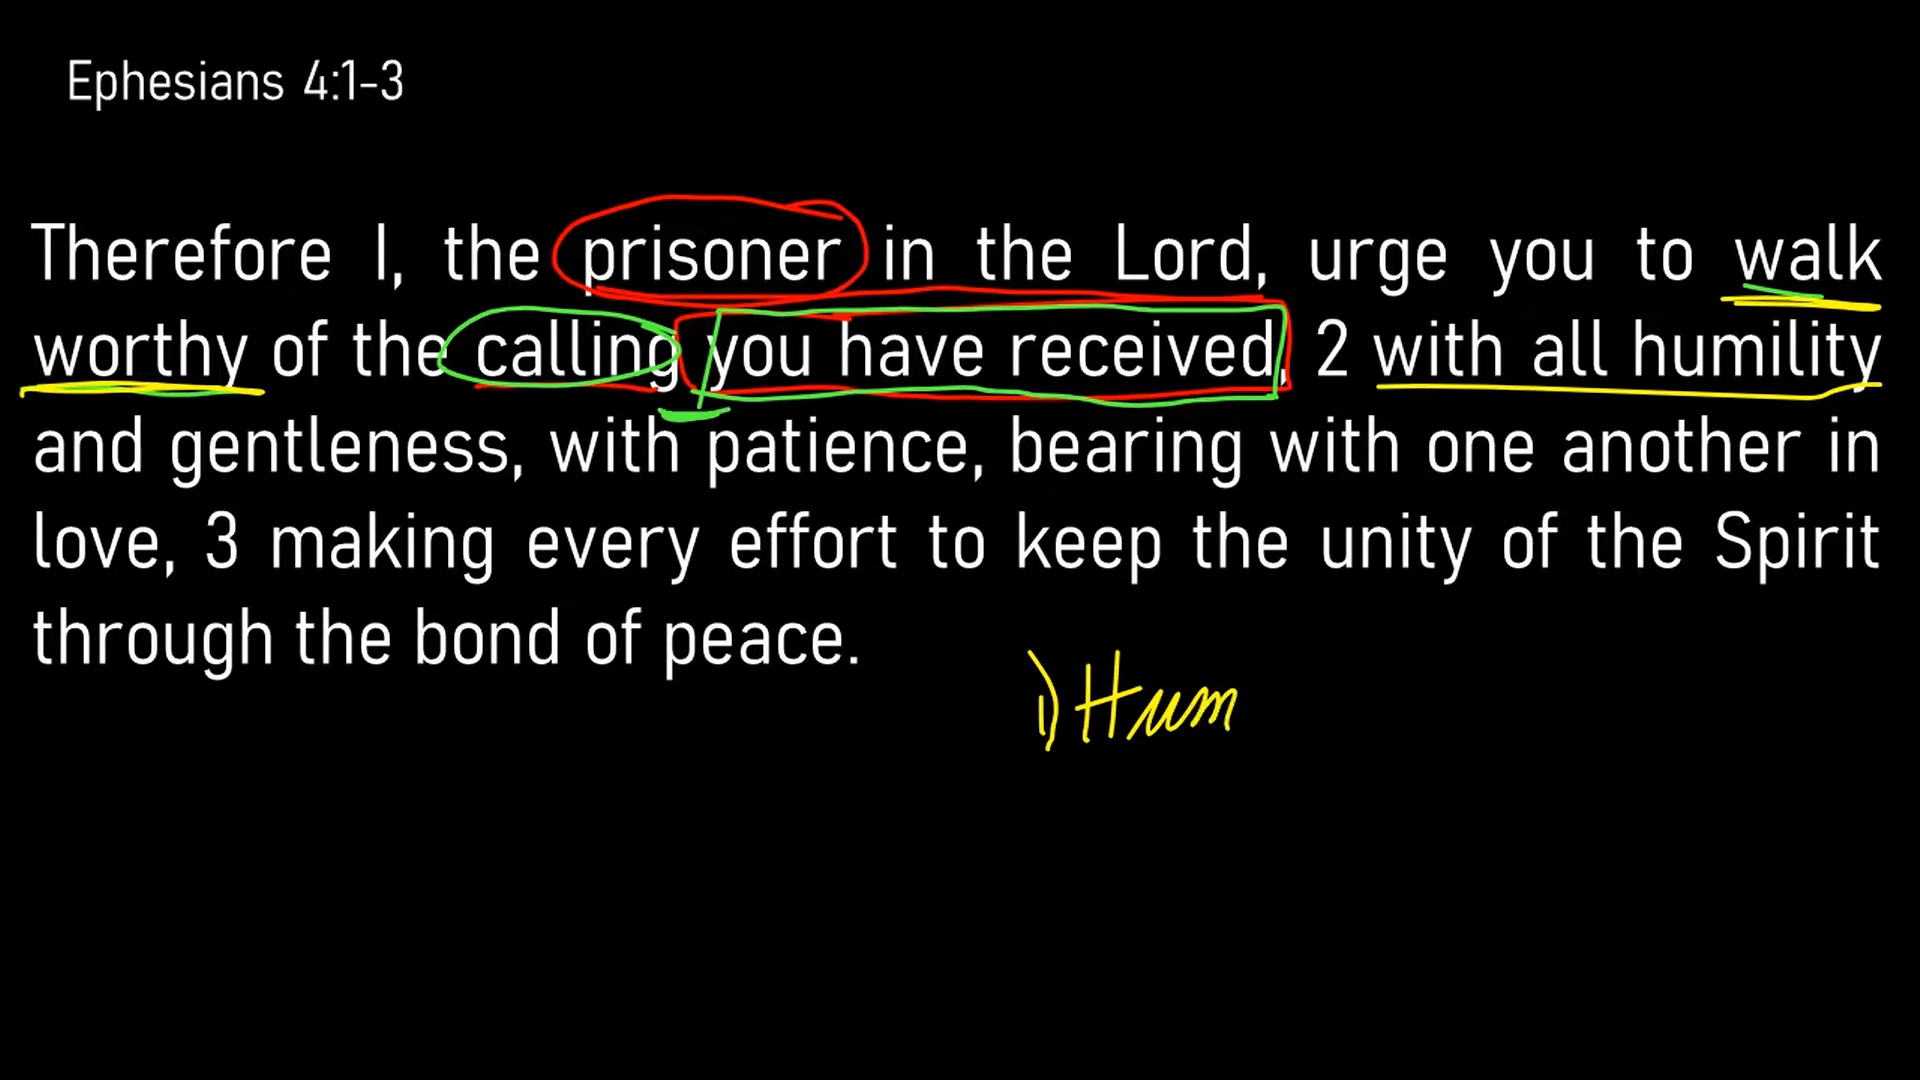 Ephesians 4:1-3
Therefore I, the prisoner in the Lord, urge you to walk
worthy of the calling you have received, 2 with all humility
and gentleness, with patience, bearing with one another in
love, 3 making every effort to keep the unity of the Spirit
through the bond of peace.
1) Hum